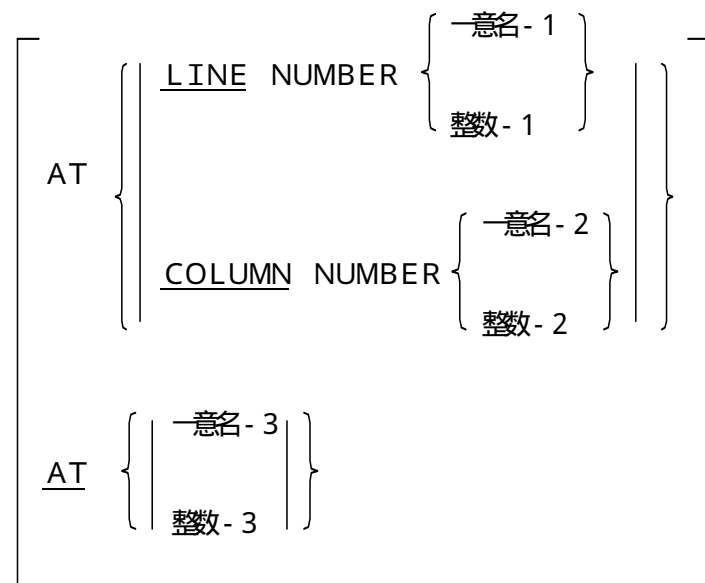 一意名-1
LINE NUMBER
整数-1
AT
一意名-2
COLUMN NUMBER
整数-2
一意名-3
AT
整数-3